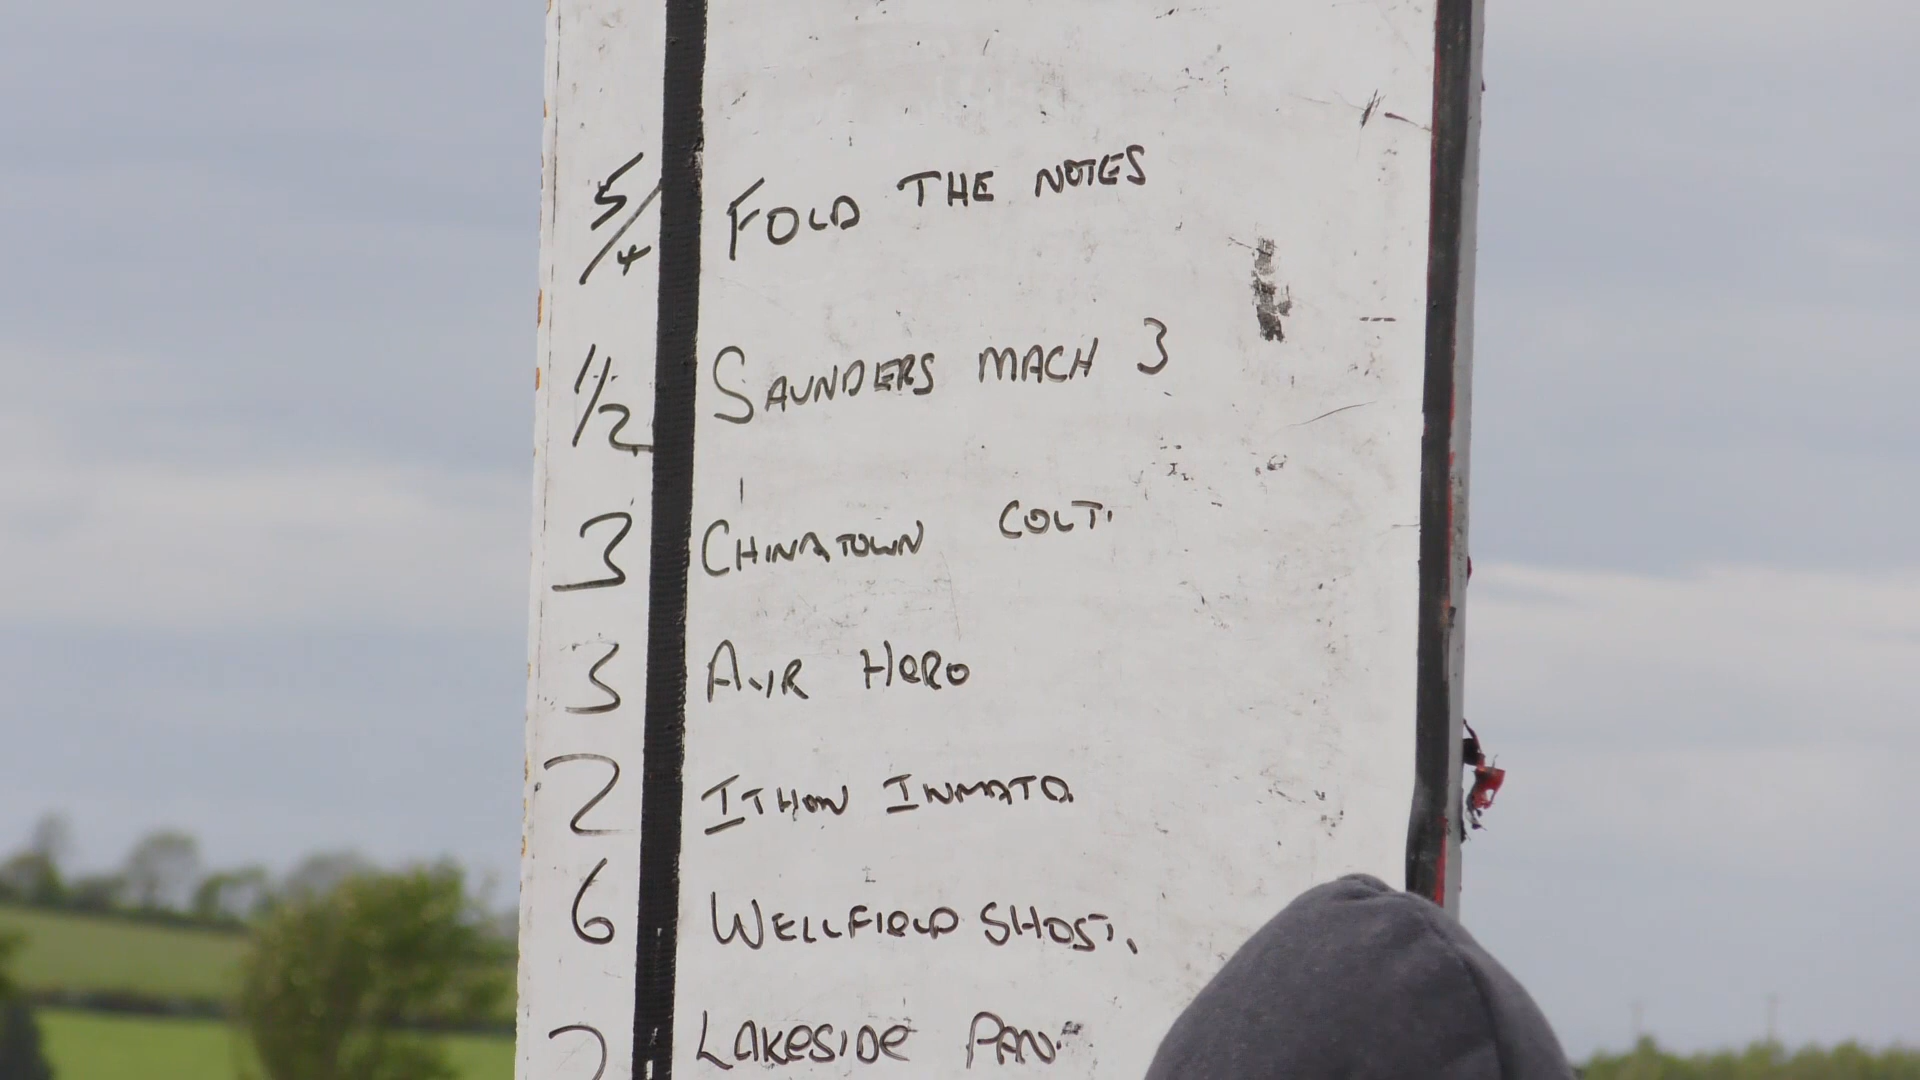 5/4 FOLD THE NOTES
1/2 SAUNDERS MACH 3
3 CHINATOWN COLT.
3 AIR HERO
2 ITHON INMATE
6 WELLFIELD GHOST.
LAKESIDE PAN